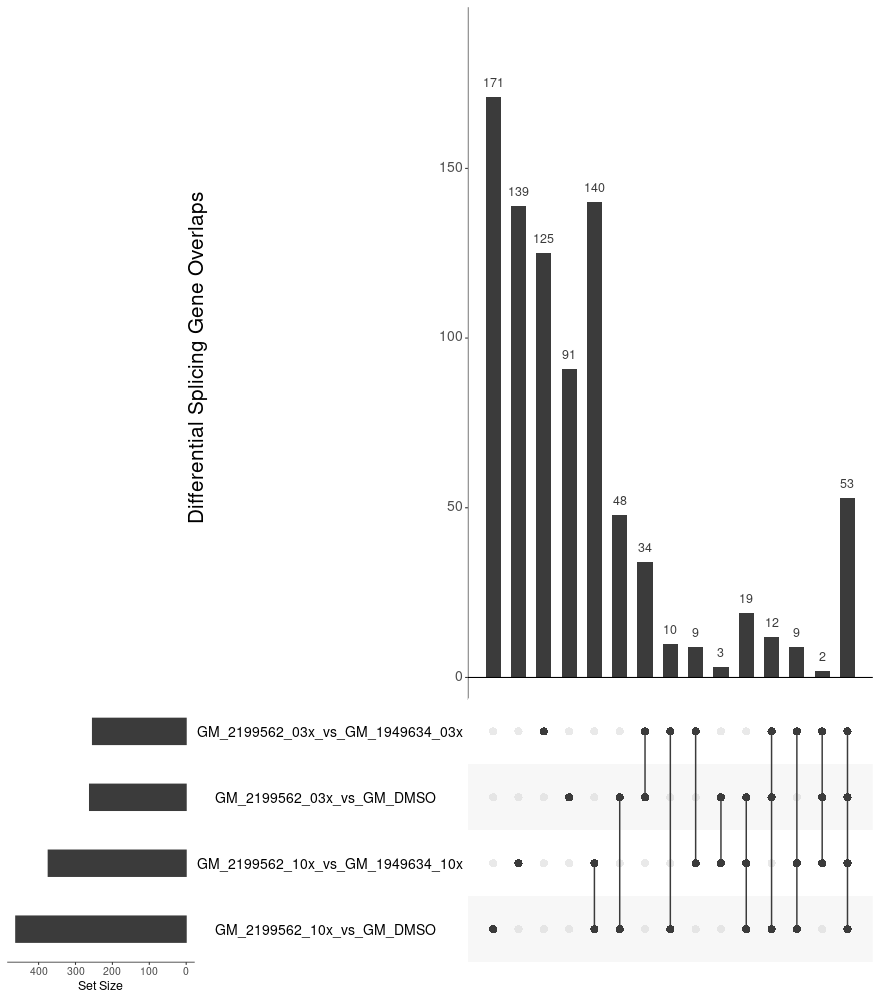 Differential Splicing Gene Overlaps
171
139
125
91
140
48
34
10
9
3
19
12
9
2
53
150
100
50
0
GM_2199562_03x_vs_GM_1949634_03x
GM_2199562_03x_vs_GM_DMSO
GM_2199562_10x_vs_GM_1949634_10x
GM_2199562_10x_vs_GM_DMSO
400 300 200 100 0
Set Size